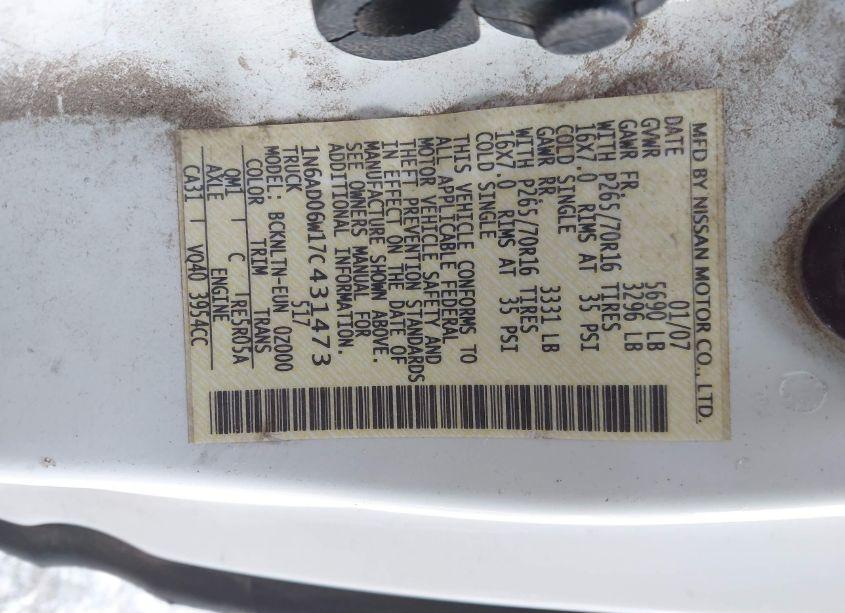 MFD BY NISSAN MOTOR CO., LTD.
DATE 01/07
GVWR 5690 LB
GAWR FR. 3296 LB
WITH P265/70R16 TIRES
16X7.0 RIMS AT 35 PSI
COLD SINGLE
GAWR RR 3331 LB
WITH P265/70R16 TIRES
16X7.0 RIMS AT 35 PSI
COLD SINGLE
THIS VEHICLE CONFORMS TO
ALL APPLICABLE FEDERAL
MOTOR VEHICLE SAFETY AND
THEFT PREVENTION STANDARDS
IN EFFECT ON THE DATE OF
MANUFACTURE SHOWN ABOVE.
SEE OWNERS MANUAL FOR
ADDITIONAL INFORMATION.
1N6AD06W17C431473
TRUCK 517
MODEL: BCKNLTN-EUN 0Z000
COLOR TRIM TRANS
QM1 C RE5R05A
AXLE ENGINE
CA31 VQ40 3954CC